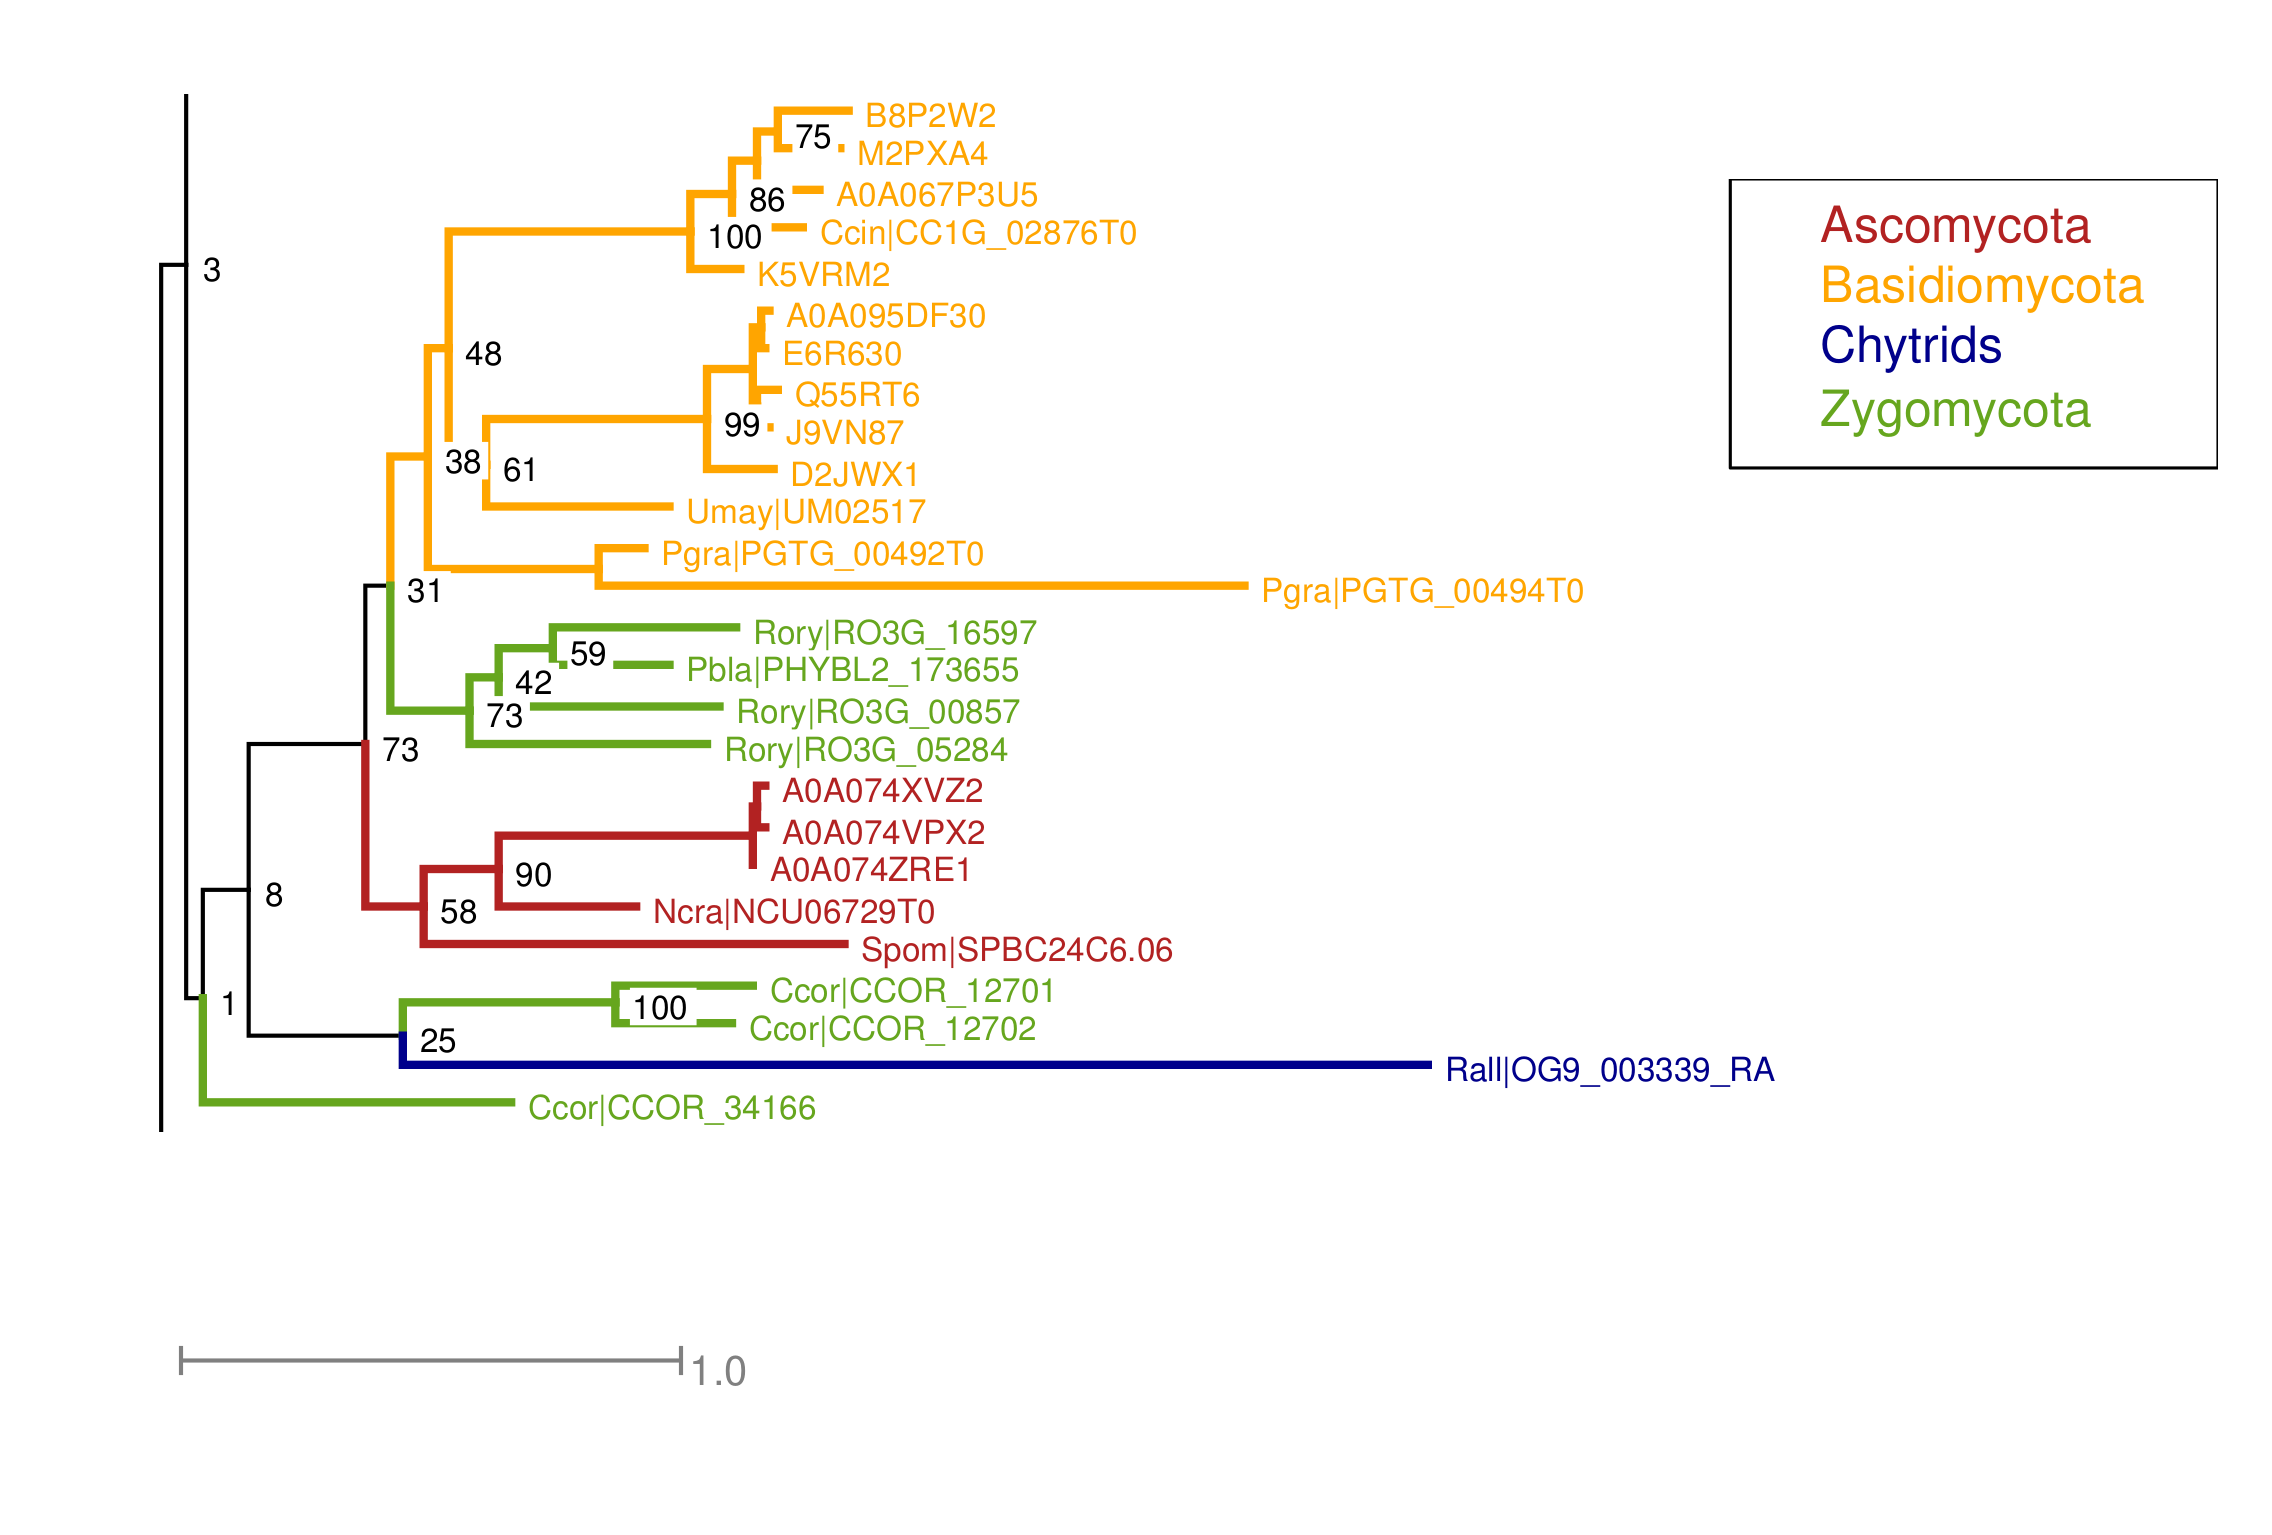 B8P2W2
75
M2PXA4
86
A0A067P3U5
100
Ccin|CC1G_02876T0
3
K5VRM2
A0A095DF30
48
E6R630
Q55RT6
99
J9VN87
38
61
D2JWX1
Umay|UM02517
Pgra|PGTG_00492T0
31
Pgra|PGTG_00494T0
Rory|RO3G_16597
59
Pbla|PHYBL2_173655
42
73
Rory|RO3G_00857
73
Rory|RO3G_05284
A0A074XVZ2
A0A074VPX2
90
A0A074ZRE1
8
58
Ncra|NCU06729T0
Spom|SPBC24C6.06
Ccor|CCOR_12701
1
100
Ccor|CCOR_12702
25
Rall|OG9_003339_RA
Ccor|CCOR_34166
Ascomycota
Basidiomycota
Chytrids
Zygomycota
1.0